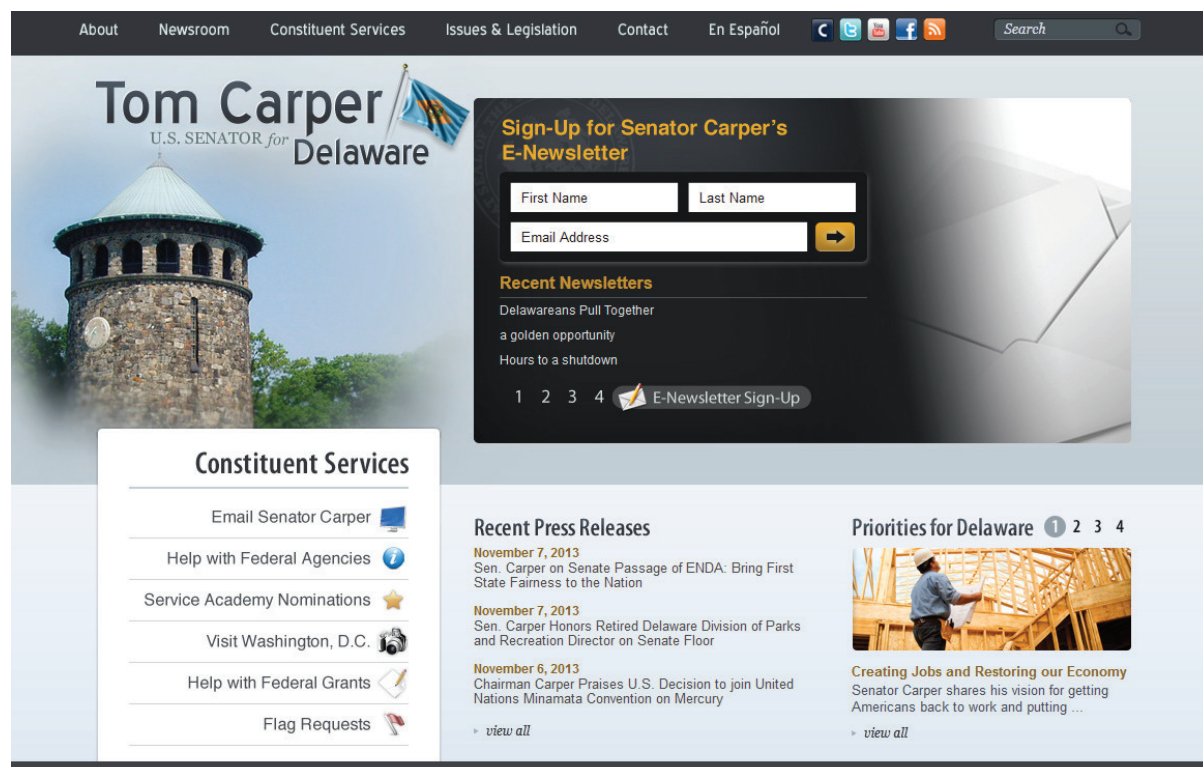 About Newsroom Constituent Services Issues & Legislation Contact En Español
Search
Tom Carper
U.S. SENATOR for
Delaware
Sign-Up for Senator Carper's
E-Newsletter
First Name Last Name
Email Address
Recent Newsletters
Delawareans Pull Together
a golden opportunity
Hours to a shutdown
1 2 3 4 E-Newsletter Sign-Up
Constituent Services
Email Senator Carper
Help with Federal Agencies
Service Academy Nominations
Visit Washington, D.C.
Help with Federal Grants
Flag Requests
Recent Press Releases
November 7, 2013
Sen. Carper on Senate Passage of ENDA: Bring First
State Fairness to the Nation
November 7, 2013
Sen. Carper Honors Retired Delaware Division of Parks
and Recreation Director on Senate Floor
November 6, 2013
Chairman Carper Praises U.S. Decision to join United
Nations Minamata Convention on Mercury
view all
Priorities for Delaware 1 2 3 4
Creating Jobs and Restoring our Economy
Senator Carper shares his vision for getting
Americans back to work and putting ...
view all